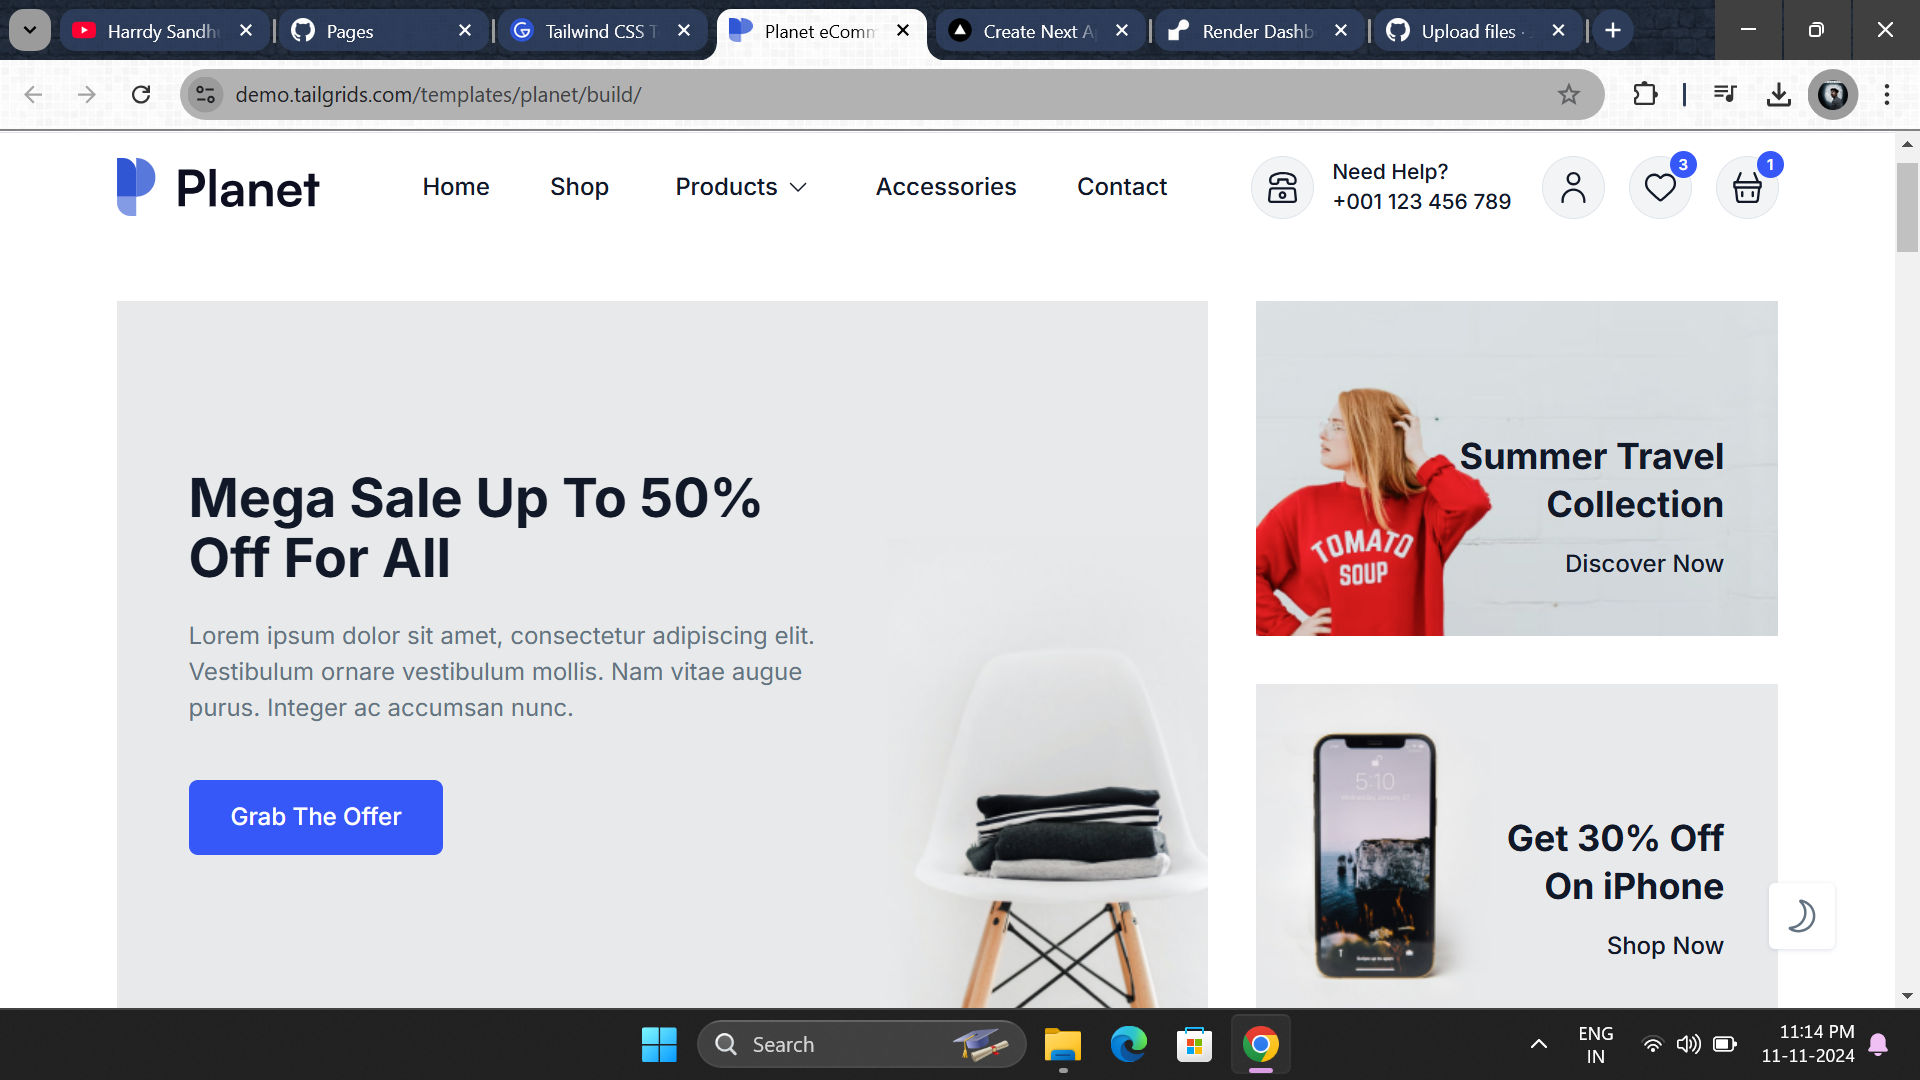 Harrdy Sandhu
Pages
Tailwind CSS T
Planet eComm
Create Next A
Render Dashb
Upload files ·
demo.tailgrids.com/templates/planet/build/
Planet
Home
Shop
Products
Accessories
Contact
Need Help?
+001 123 456 789
3
1
Mega Sale Up To 50%
Off For All
Lorem ipsum dolor sit amet, consectetur adipiscing elit.
Vestibulum ornare vestibulum mollis. Nam vitae augue
purus. Integer ac accumsan nunc.
Grab The Offer
TOMATO
SOUP
Summer Travel
Collection
Discover Now
5:10
Get 30% Off
On iPhone
Shop Now
Search
ENG
IN
11:14 PM
11-11-2024